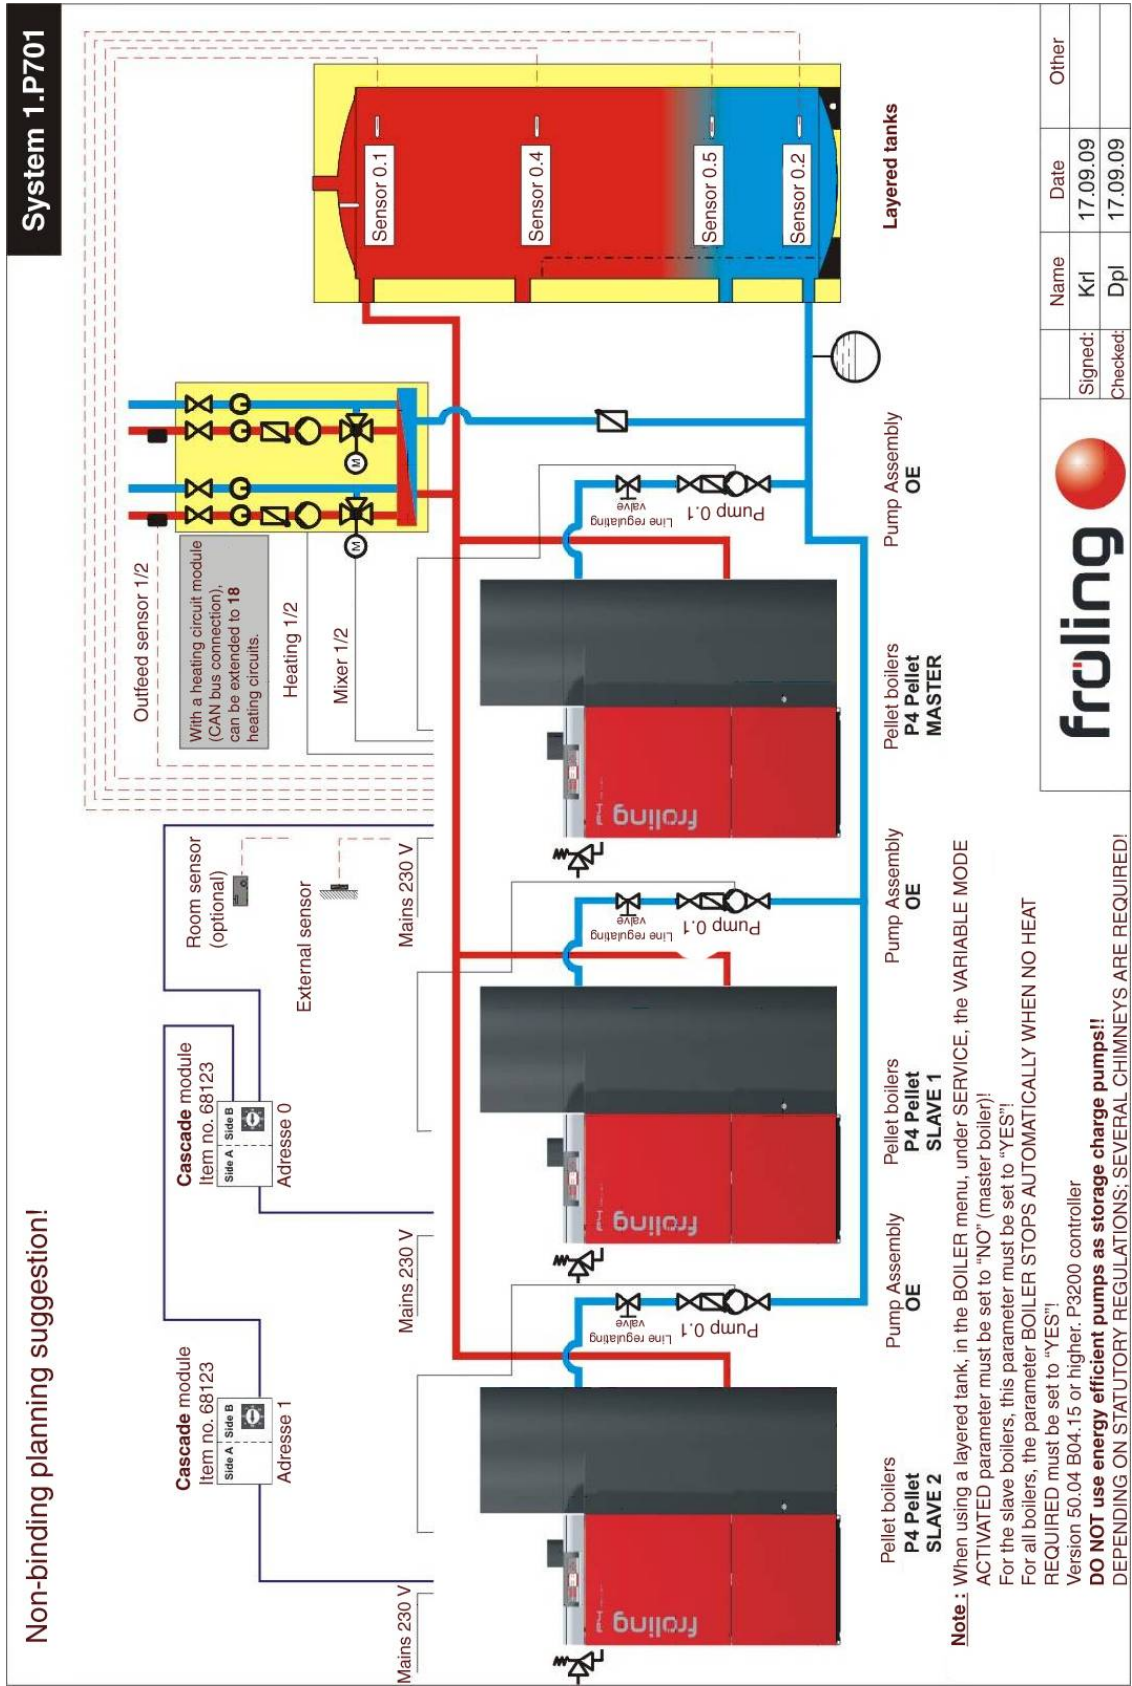 Non-binding planning suggestion!
System 1.P701
Cascade module
Item no. 68123
Side A
Side B
Adresse 1
Cascade module
Item no. 68123
Side A
Side B
Adresse 0
Room sensor
(optional)
External sensor
Outfeed sensor 1/2
With a heating circuit module
(CAN bus connection),
can be extended to 18
heating circuits.
Heating 1/2
Mixer 1/2
M
M
Mains 230 V
Mains 230 V
Mains 230 V
Sensor 0.1
Sensor 0.4
Sensor 0.5
Sensor 0.2
Layered tanks
froling
froling
froling
Line regulating
valve
Pump 0.1
Line regulating
valve
Pump 0.1
Line regulating
valve
Pump 0.1
Pellet boilers
P4 Pellet
SLAVE 2
Pump Assembly
OE
Pellet boilers
P4 Pellet
SLAVE 1
Pump Assembly
OE
Pellet boilers
P4 Pellet
MASTER
Pump Assembly
OE
Note : When using a layered tank, in the BOILER menu, under SERVICE, the VARIABLE MODE
ACTIVATED parameter must be set to "NO" (master boiler)!
For the slave boilers, this parameter must be set to "YES"!
For all boilers, the parameter BOILER STOPS AUTOMATICALLY WHEN NO HEAT
REQUIRED must be set to "YES"!
Version 50.04 B04.15 or higher. P3200 controller
DO NOT use energy efficient pumps as storage charge pumps!!
DEPENDING ON STATUTORY REGULATIONS; SEVERAL CHIMNEYS ARE REQUIRED!
froling
Name
Date
Other
Signed:
Krl
17.09.09
Checked:
Dpl
17.09.09